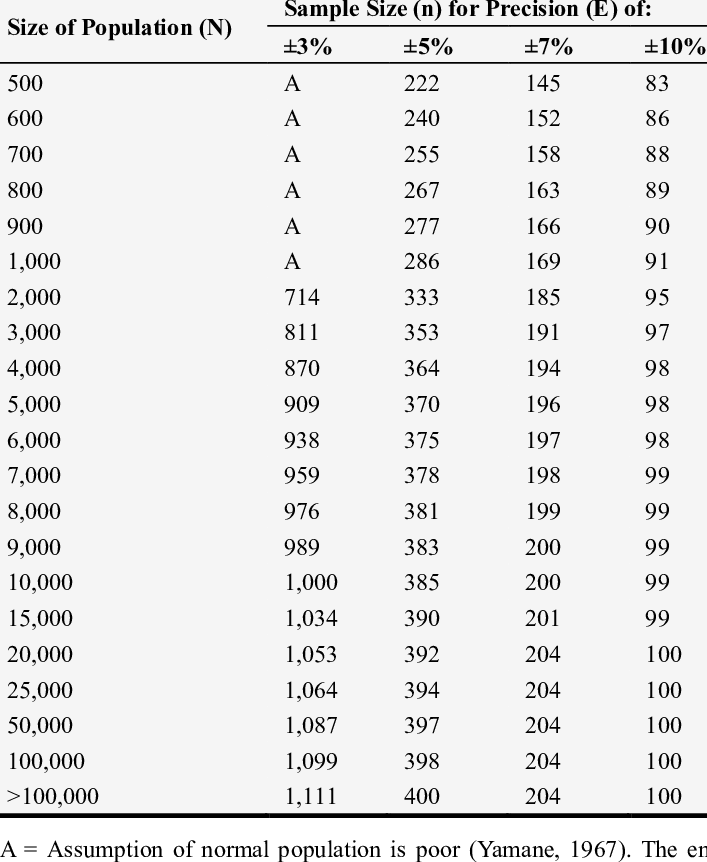 Sample Size (n) for Precision (E) of:
Size of Population (N)
±3% ±5% ±7% ±10%
500 A 222 145 83
600 A 240 152 86
700 A 255 158 88
800 A 267 163 89
900 A 277 166 90
1,000 A 286 169 91
2,000 714 333 185 95
3,000 811 353 191 97
4,000 870 364 194 98
5,000 909 370 196 98
6,000 938 375 197 98
7,000 959 378 198 99
8,000 976 381 199 99
9,000 989 383 200 99
10,000 1,000 385 200 99
15,000 1,034 390 201 99
20,000 1,053 392 204 100
25,000 1,064 394 204 100
50,000 1,087 397 204 100
100,000 1,099 398 204 100
>100,000 1,111 400 204 100
A = Assumption of normal population is poor (Yamane, 1967). The en